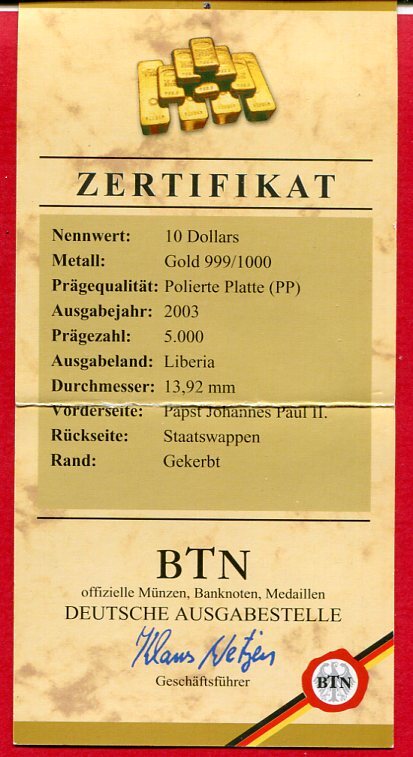 ZERTIFIKAT
Nennwert: 10 Dollars
Metall: Gold 999/1000
Prägequalität: Polierte Platte (PP)
Ausgabejahr: 2003
Prägezahl: 5.000
Ausgabeland: Liberia
Durchmesser: 13,92 mm
Vorderseite: Papst Johannes Paul II.
Rückseite: Staatswappen
Rand: Gekerbt
BTN
offizielle Münzen, Banknoten, Medaillen
DEUTSCHE AUSGABESTELLE
Klaus
Geschäftsführer
BTN